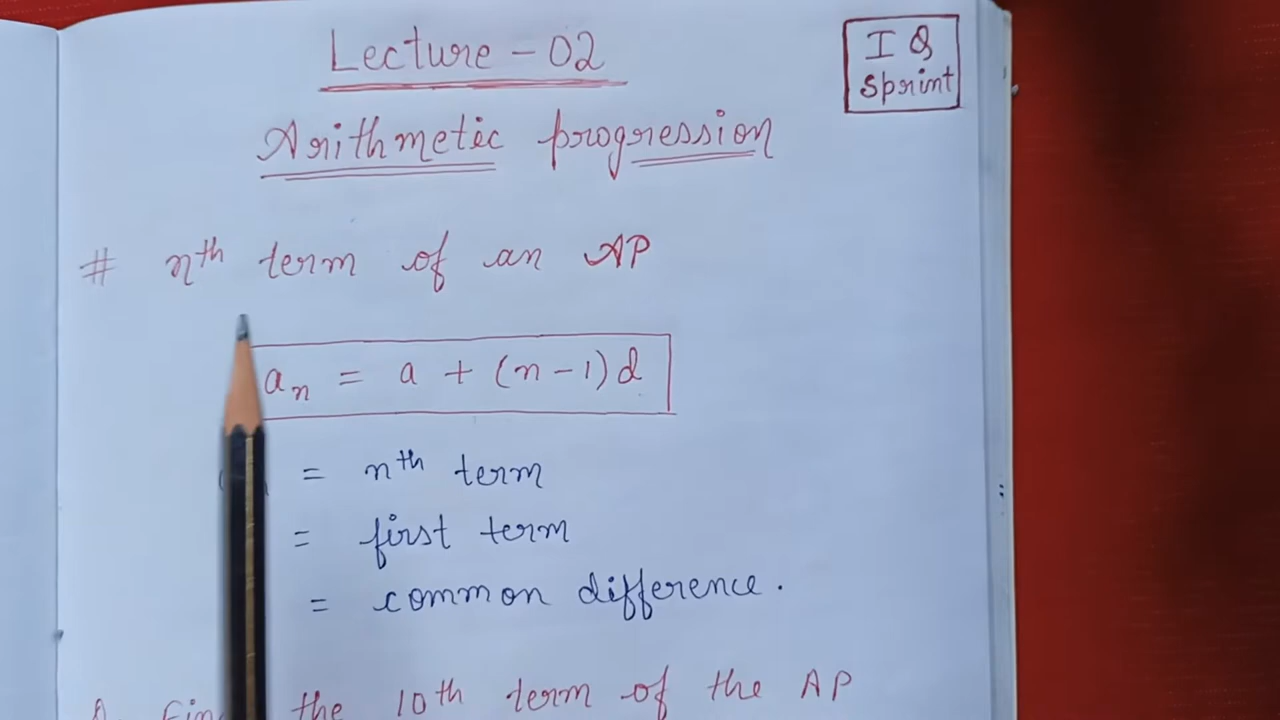 Lecture - 02
I Q
Sprint
Arithmetic progression
# nth term of an AP
an = a + (n-1)d
= nth term
= first term
= common difference.
the 10th term of the AP